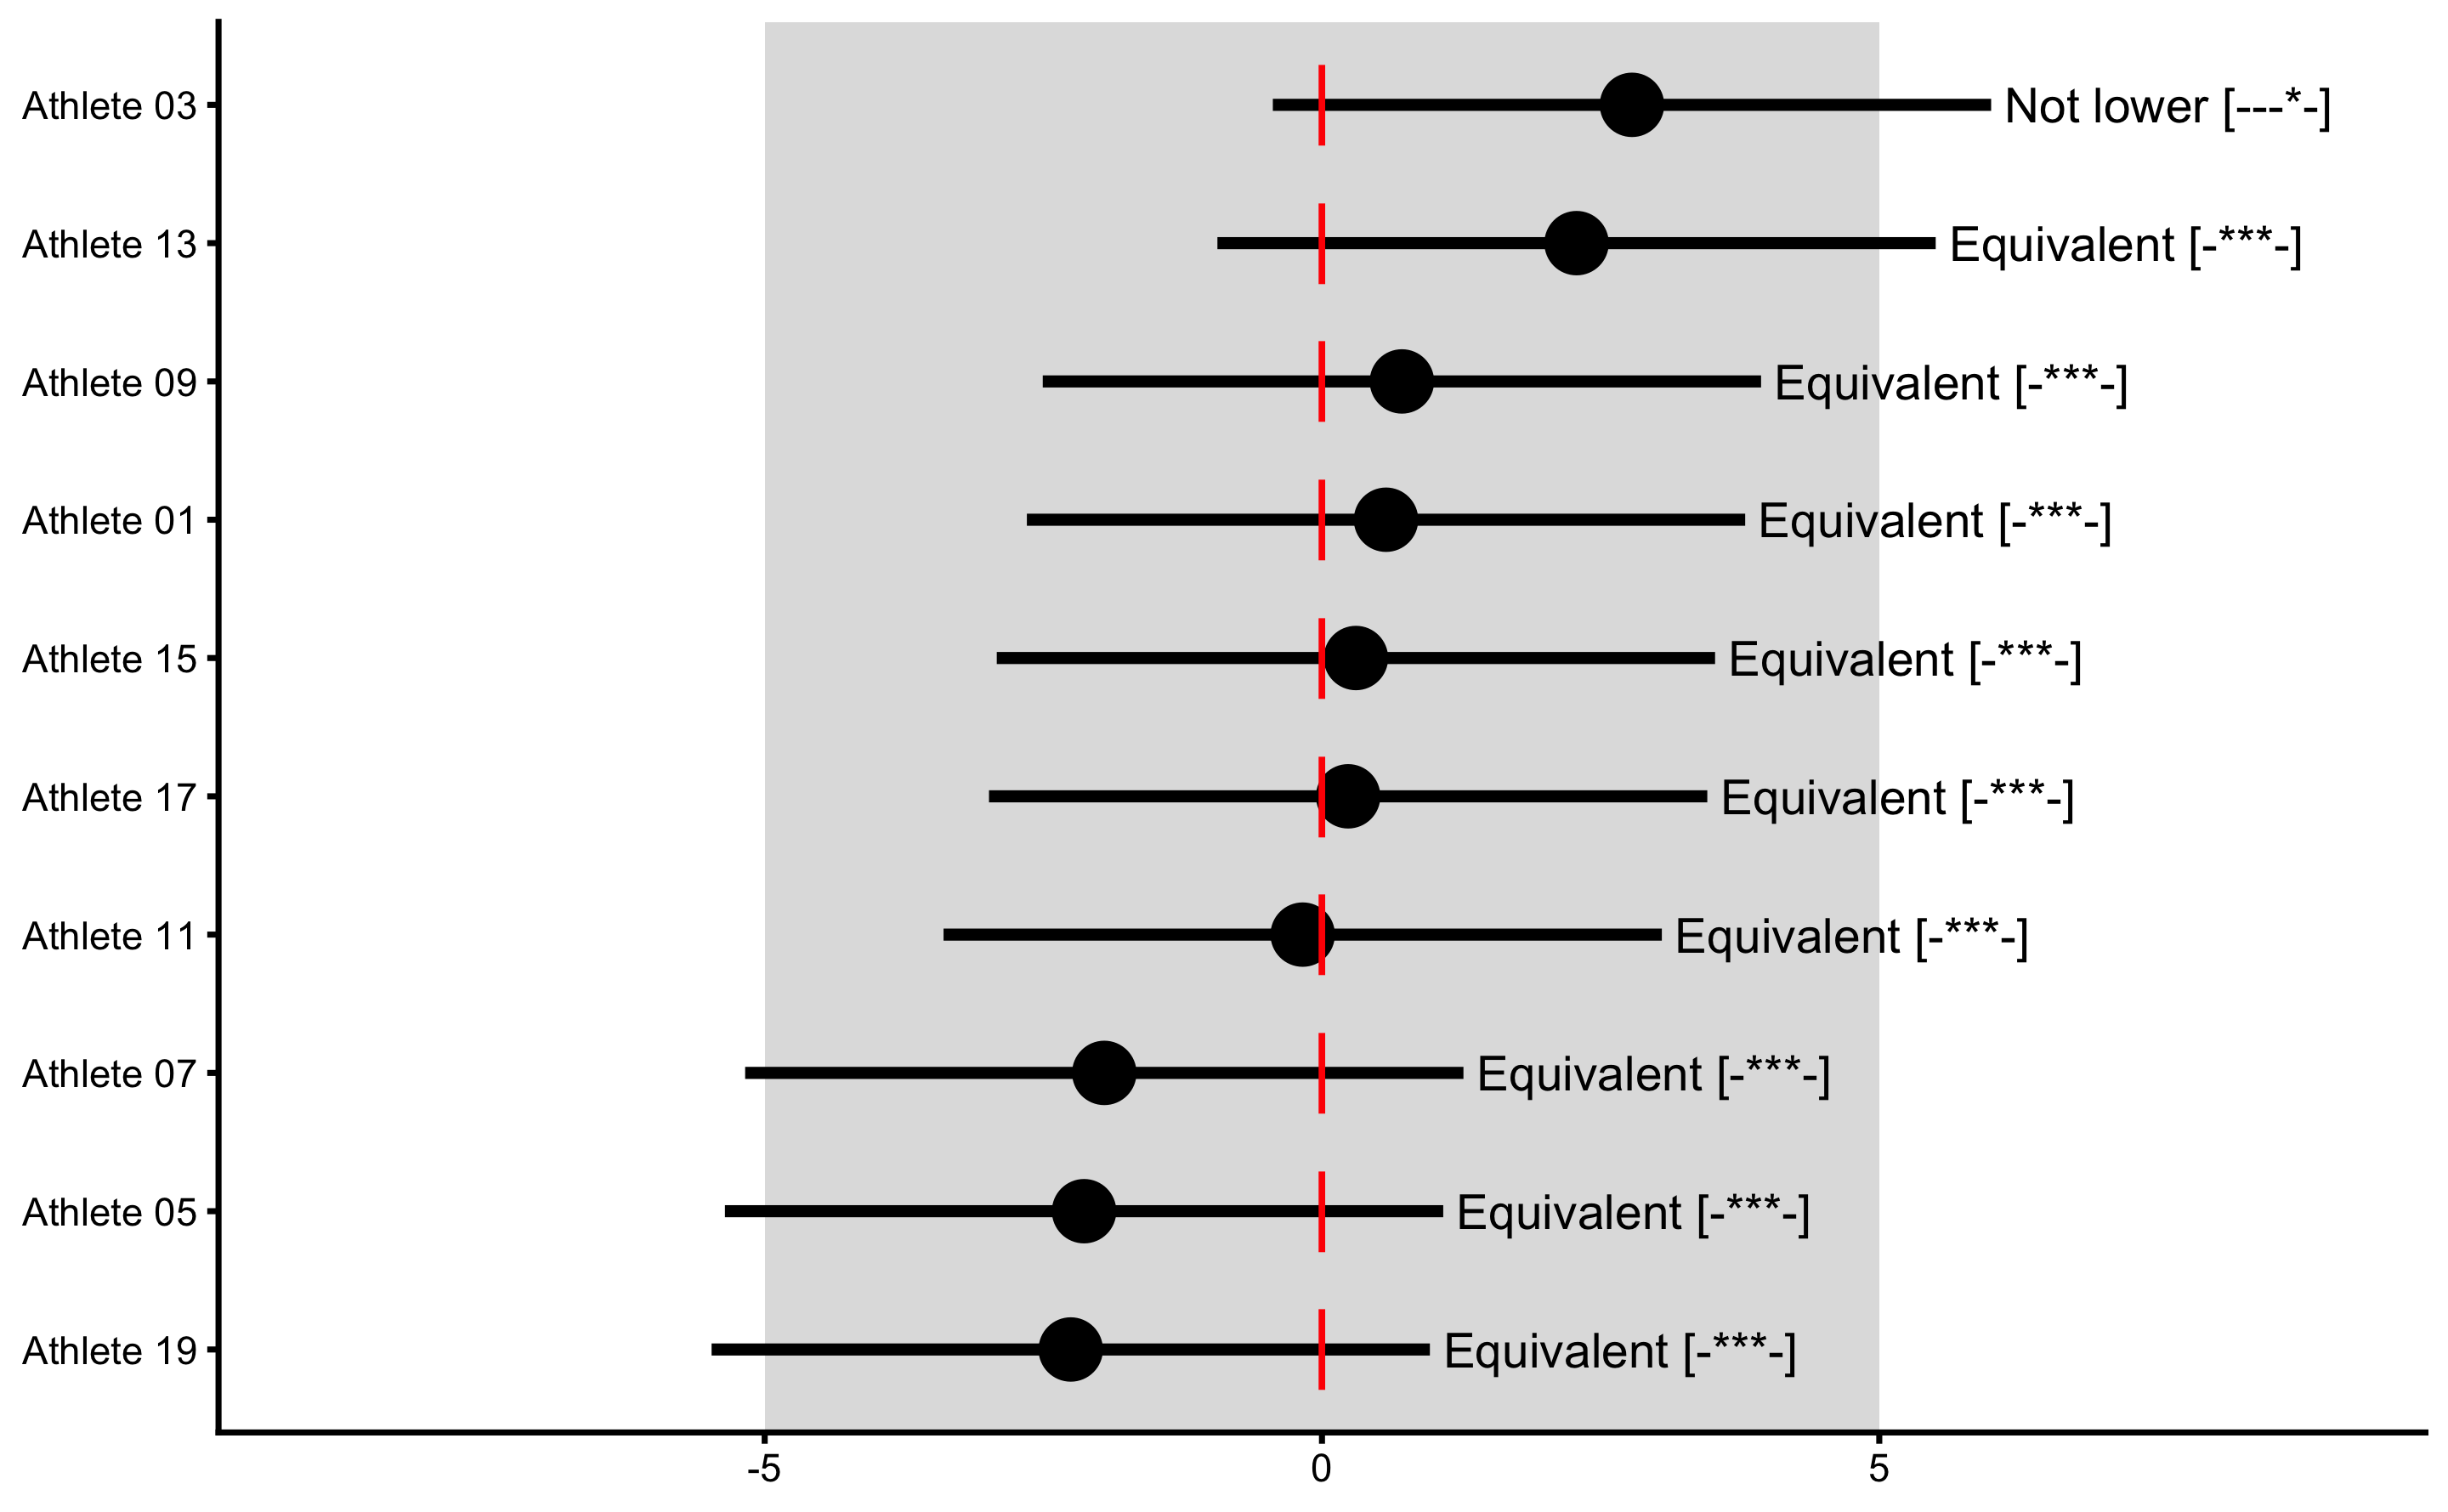 Athlete 03 Not lower [---*-]
Athlete 13 Equivalent [-***-]
Athlete 09 Equivalent [-***-]
Athlete 01 Equivalent [-***-]
Athlete 15 Equivalent [-***-]
Athlete 17 Equivalent [-***-]
Athlete 11 Equivalent [-***-]
Athlete 07 Equivalent [-***-]
Athlete 05 Equivalent [-***-]
Athlete 19 Equivalent [-***-]
-5 0 5